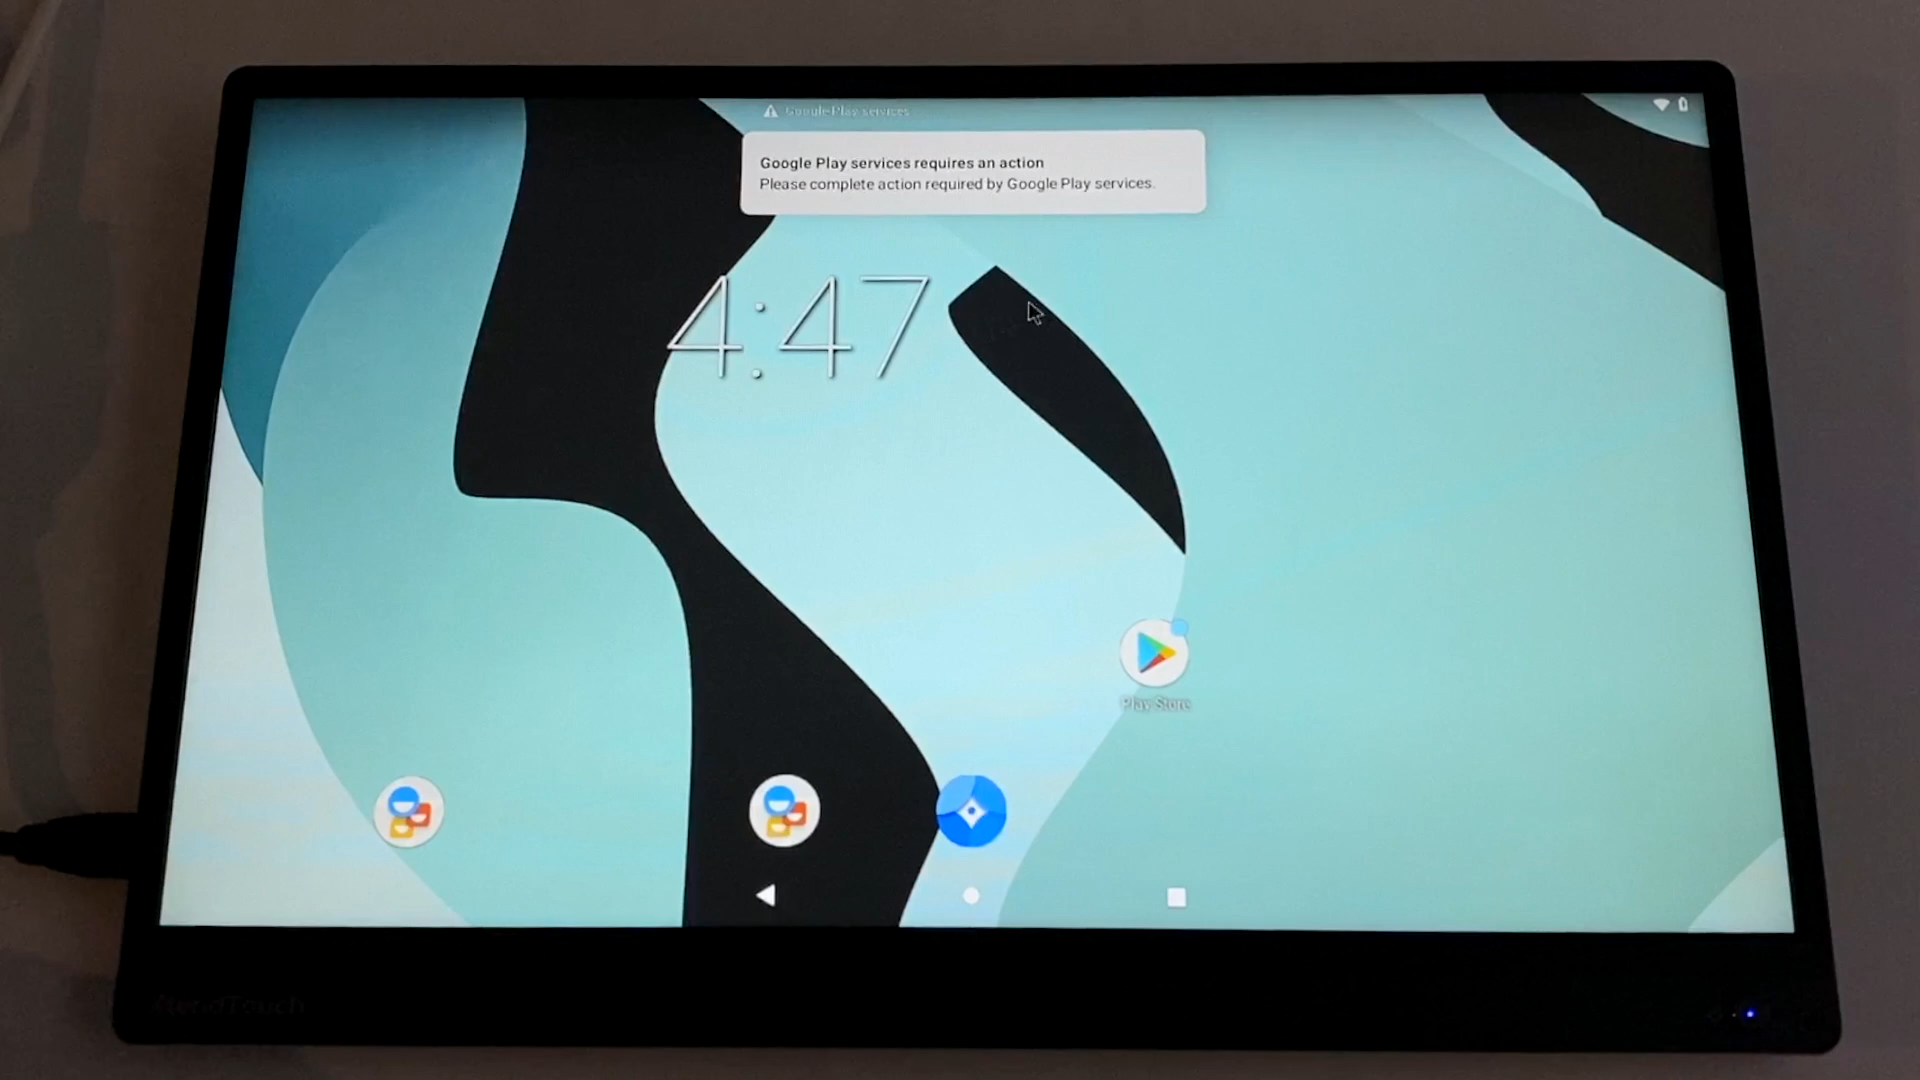 Google Play services
Google Play services requires an action
Please complete action required by Google Play services.
4:47
Play Store